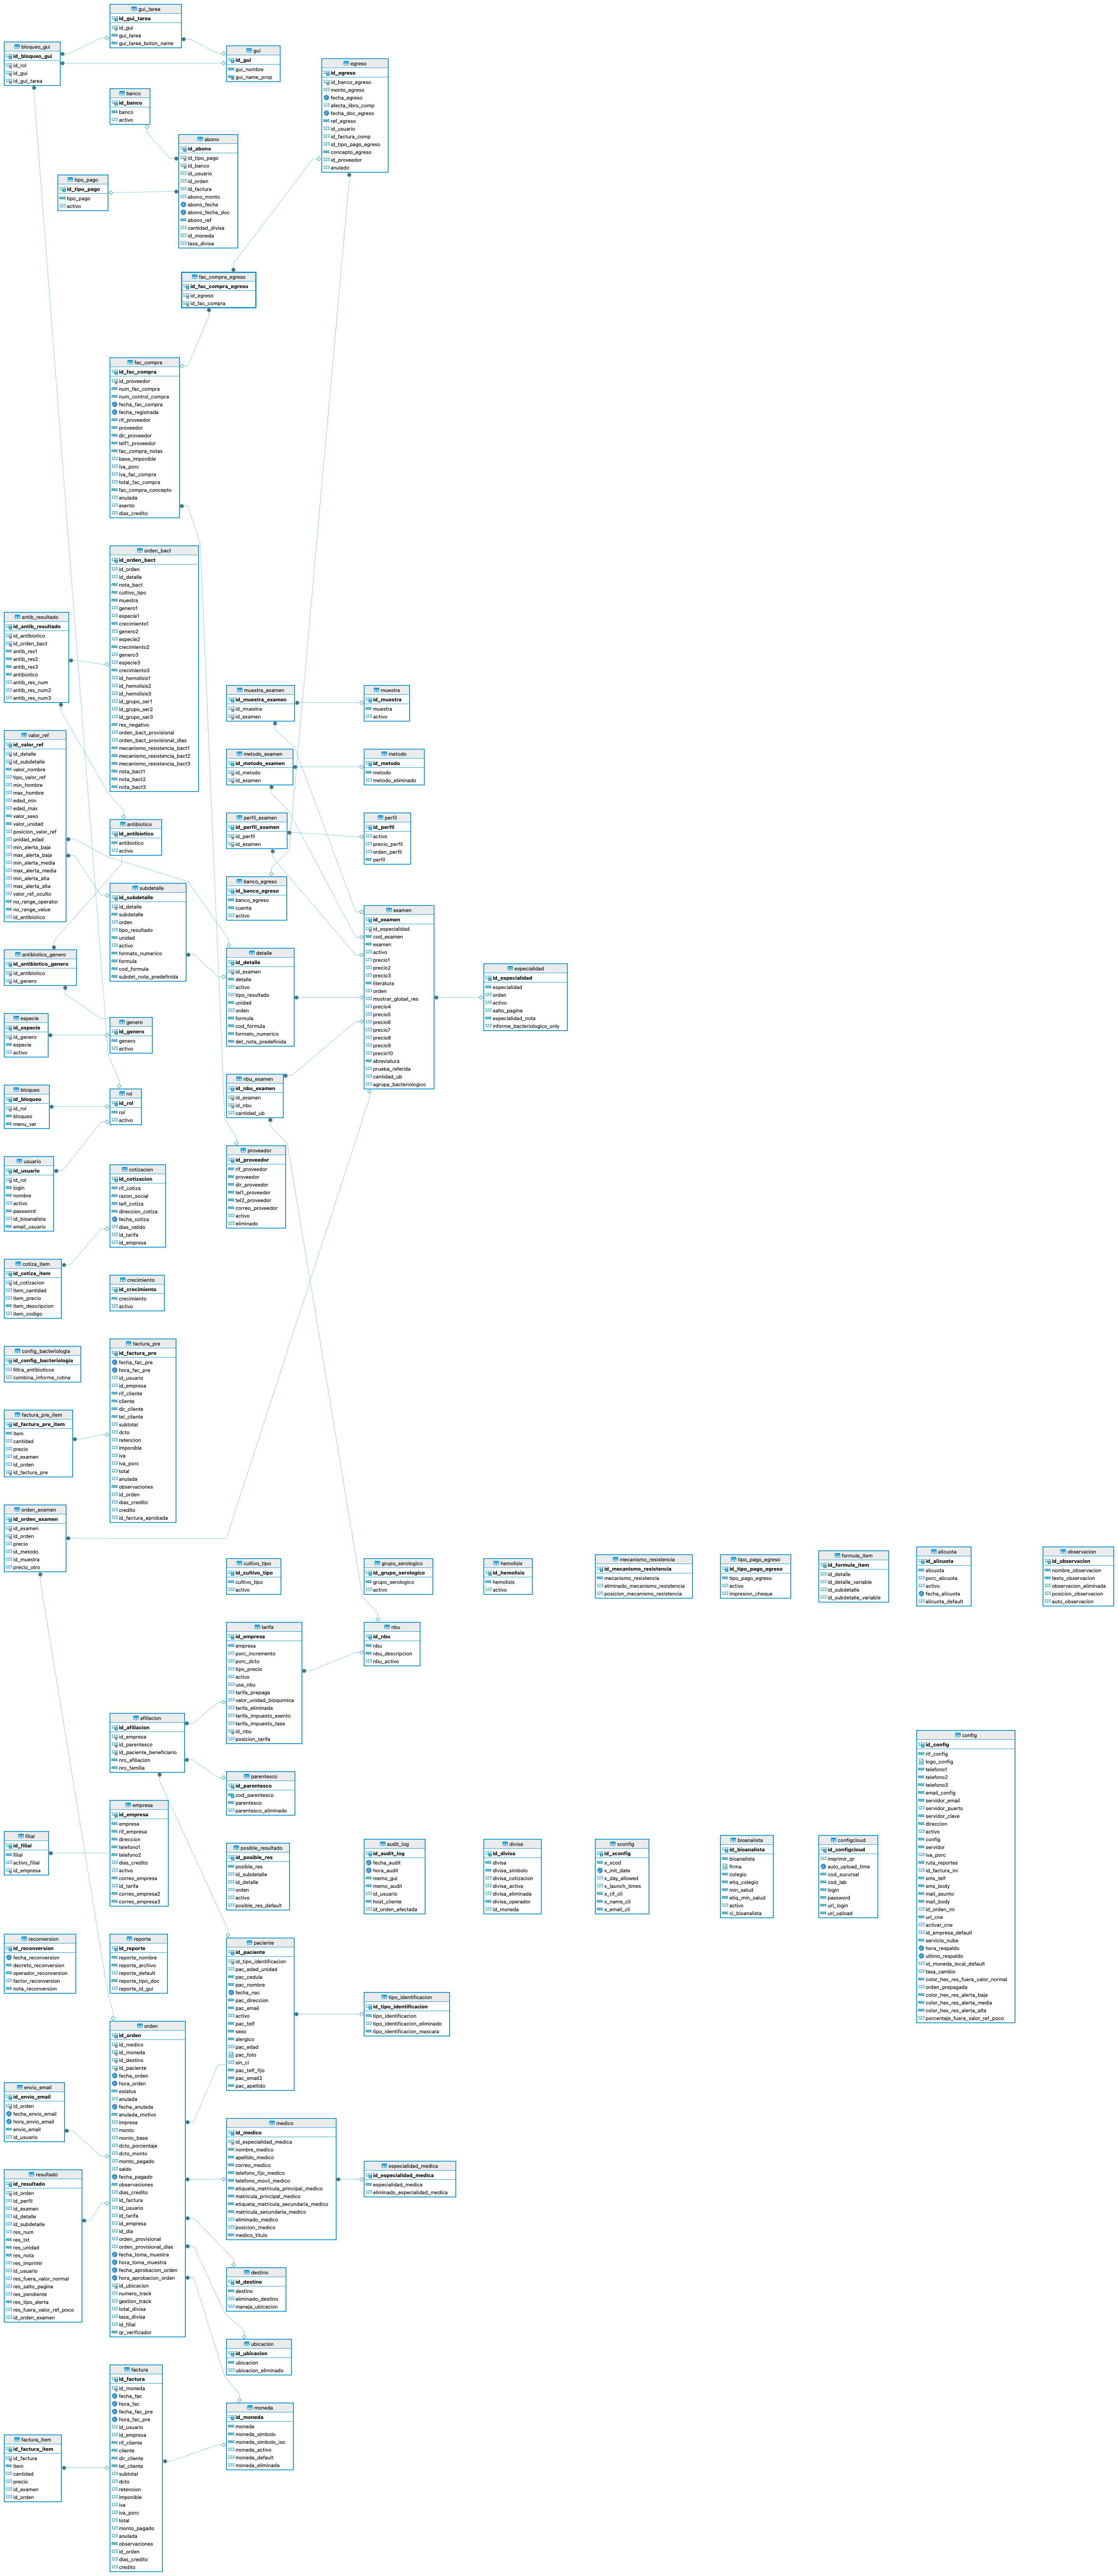 gui_tarea
id_gui_tarea
id_gui
gui_tarea
gui_tarea_boton_name
bloqueo_gui
id_bloqueo_gui
id_rol
id_gui
id_gui_tarea
gui
id_gui
gui_nombre
gui_name_prop
egreso
id_egreso
id_banco_egreso
monto_egreso
fecha_egreso
afecta_libro_comp
fecha_doc_egreso
ref_egreso
id_usuario
id_factura_comp
id_tipo_pago_egreso
concepto_egreso
id_proveedor
anulado
banco
id_banco
banco
activo
abono
id_abono
id_tipo_pago
id_banco
id_usuario
id_orden
id_factura
abono_monto
abono_fecha
abono_fecha_doc
abono_ref
cantidad_divisa
id_moneda
tasa_divisa
tipo_pago
id_tipo_pago
tipo_pago
activo
fac_compra_egreso
id_fac_compra_egreso
id_egreso
id_fac_compra
fac_compra
id_fac_compra
id_proveedor
num_fac_compra
num_control_compra
fecha_fac_compra
fecha_registrada
rif_proveedor
proveedor
dir_proveedor
telf1_proveedor
fac_compra_notas
base_imponible
iva_porc
iva_fac_compra
total_fac_compra
fac_compra_concepto
anulada
exento
dias_credito
orden_bact
id_orden_bact
id_orden
id_detalle
nota_bact
cultivo_tipo
muestra
genero1
especie1
crecimiento1
genero2
especie2
crecimiento2
genero3
especie3
crecimiento3
id_hemolisis1
id_hemolisis2
id_hemolisis3
id_grupo_ser1
id_grupo_ser2
id_grupo_ser3
res_negativo
orden_bact_provisional
orden_bact_provisional_dias
mecanismo_resistencia_bact1
mecanismo_resistencia_bact2
mecanismo_resistencia_bact3
nota_bact1
nota_bact2
nota_bact3
antib_resultado
id_antib_resultado
id_antibiotico
id_orden_bact
antib_res1
antib_res2
antib_res3
antibiotico
antib_res_num
antib_res_num2
antib_res_num3
muestra_examen
id_muestra_examen
id_muestra
id_examen
muestra
id_muestra
muestra
activo
valor_ref
id_valor_ref
id_detalle
id_subdetalle
valor_nombre
tipo_valor_ref
min_hombre
max_hombre
edad_min
edad_max
valor_sexo
valor_unidad
posicion_valor_ref
unidad_edad
min_alerta_baja
max_alerta_baja
min_alerta_media
max_alerta_media
min_alerta_alta
max_alerta_alta
valor_ref_oculto
no_range_operator
no_range_value
id_antibiotico
metodo_examen
id_metodo_examen
id_metodo
id_examen
metodo
id_metodo
metodo
metodo_eliminado
antibiotico
id_antibiotico
antibiotico
activo
perfil_examen
id_perfil_examen
id_perfil
id_examen
perfil
id_perfil
activo
precio_perfil
orden_perfil
perfil
subdetalle
id_subdetalle
id_detalle
subdetalle
orden
tipo_resultado
unidad
activo
formato_numerico
formula
cod_formula
subdet_nota_predefinida
banco_egreso
id_banco_egreso
banco_egreso
cuenta
activo
examen
id_examen
id_especialidad
cod_examen
examen
activo
precio1
precio2
precio3
literatura
orden
mostrar_global_res
precio4
precio5
precio6
precio7
precio8
precio9
precio10
abreviatura
prueba_referida
cantidad_ub
agrupa_bacteriologico
antibiotico_genero
id_antibiotico_genero
id_antibiotico
id_genero
detalle
id_detalle
id_examen
detalle
activo
tipo_resultado
unidad
orden
formula
cod_formula
formato_numerico
det_nota_predefinida
especialidad
id_especialidad
especialidad
orden
activo
salto_pagina
especialidad_nota
informe_bacteriologico_only
especie
id_especie
id_genero
especie
activo
genero
id_genero
genero
activo
bloqueo
id_bloqueo
id_rol
bloqueo
menu_var
rol
id_rol
rol
activo
nbu_examen
id_nbu_examen
id_examen
id_nbu
cantidad_ub
usuario
id_usuario
id_rol
login
nombre
activo
password
id_bioanalista
email_usuario
cotizacion
id_cotizacion
rif_cotiza
razon_social
telf_cotiza
direccion_cotiza
fecha_cotiza
dias_valido
id_tarifa
id_empresa
proveedor
id_proveedor
rif_proveedor
proveedor
dir_proveedor
tel1_proveedor
tel2_proveedor
correo_proveedor
activo
eliminado
cotiza_item
id_cotiza_item
id_cotizacion
item_cantidad
item_precio
item_descripcion
item_codigo
crecimiento
id_crecimiento
crecimiento
activo
config_bacteriologia
id_config_bacteriologia
filtra_antibioticos
combina_informe_rutina
factura_pre
id_factura_pre
fecha_fac_pre
hora_fac_pre
id_usuario
id_empresa
rif_cliente
cliente
dir_cliente
tel_cliente
subtotal
dcto
retencion
imponible
iva
iva_porc
total
anulada
observaciones
id_orden
dias_credito
credito
id_factura_aprobada
factura_pre_item
id_factura_pre_item
item
cantidad
precio
id_examen
id_orden
id_factura_pre
orden_examen
id_orden_examen
id_examen
id_orden
precio
id_metodo
id_muestra
precio_otro
cultivo_tipo
id_cultivo_tipo
cultivo_tipo
activo
grupo_serologico
id_grupo_serologico
grupo_serologico
activo
hemolisis
id_hemolisis
hemolisis
activo
mecanismo_resistencia
id_mecanismo_resistencia
mecanismo_resistencia
eliminado_mecanismo_resistencia
posicion_mecanismo_resistencia
tipo_pago_egreso
id_tipo_pago_egreso
tipo_pago_egreso
activo
impresion_cheque
formula_item
id_formula_item
id_detalle
id_detalle_variable
id_subdetalle
id_subdetalle_variable
alicuota
id_alicuota
alicuota
porc_alicuota
activo
fecha_alicuota
alicuota_default
observacion
id_observacion
nombre_observacion
texto_observacion
observacion_eliminada
posicion_observacion
auto_observacion
tarifa
id_empresa
empresa
porc_incremento
porc_dcto
tipo_precio
activo
usa_nbu
tarifa_prepaga
valor_unidad_bioquimica
tarifa_eliminada
tarifa_impuesto_exento
tarifa_impuesto_tasa
id_nbu
posicion_tarifa
nbu
id_nbu
nbu
nbu_descripcion
nbu_activo
afiliacion
id_afiliacion
id_empresa
id_parentesco
id_paciente_beneficiario
nro_afiliacion
nro_familia
parentesco
id_parentesco
cod_parentesco
parentesco
parentesco_eliminado
config
id_config
rif_config
logo_config
telefono1
telefono2
telefono3
email_config
servidor_email
servidor_puerto
servidor_clave
direccion
activo
config
servidor
iva_porc
ruta_reportes
id_factura_ini
sms_telf
sms_body
mail_asunto
mail_body
id_orden_ini
url_cne
activar_cne
id_empresa_default
servicio_nube
hora_respaldo
ultimo_respaldo
id_moneda_local_default
tasa_cambio
color_hex_res_fuera_valor_normal
orden_prepagada
color_hex_res_alerta_baja
color_hex_res_alerta_media
color_hex_res_alerta_alta
porcentaje_fuera_valor_ref_poco
filial
id_filial
filial
activo_filial
id_empresa
empresa
id_empresa
empresa
rif_empresa
direccion
telefono1
telefono2
dias_credito
activo
correo_empresa
id_tarifa
correo_empresa2
correo_empresa3
posible_resultado
id_posible_res
posible_res
id_subdetalle
id_detalle
orden
activo
posible_res_default
audit_log
id_audit_log
fecha_audit
hora_audit
memo_gui
memo_audit
id_usuario
host_cliente
id_orden_afectada
divisa
id_divisa
divisa
divisa_simbolo
divisa_cotizacion
divisa_activa
divisa_eliminada
divisa_operador
id_moneda
xconfig
id_xconfig
x_xcod
x_init_date
x_day_allowed
x_launch_times
x_rif_cli
x_name_cli
x_email_cli
bioanalista
id_bioanalista
bioanalista
firma
colegio
etiq_colegio
min_salud
etiq_min_salud
activo
ci_bioanalista
configcloud
id_configcloud
imprimir_qr
auto_upload_time
cod_sucursal
cod_lab
login
password
url_login
url_upload
reconversion
id_reconversion
fecha_reconversion
decreto_reconversion
operador_reconversion
factor_reconversion
nota_reconversion
reporte
id_reporte
reporte_nombre
reporte_archivo
reporte_default
reporte_tipo_doc
reporte_id_gui
paciente
id_paciente
id_tipo_identificacion
pac_edad_unidad
pac_cedula
pac_nombre
fecha_nac
pac_direccion
pac_email
activo
pac_telf
sexo
alergico
pac_edad
pac_foto
sin_ci
pac_telf_fijo
pac_email2
pac_apellido
tipo_identificacion
id_tipo_identificacion
tipo_identificacion
tipo_identificacion_eliminado
tipo_identificacion_mascara
orden
id_orden
id_medico
id_moneda
id_destino
id_paciente
fecha_orden
hora_orden
estatus
anulada
fecha_anulada
anulada_motivo
impresa
monto
monto_base
dcto_porcentaje
dcto_monto
monto_pagado
saldo
fecha_pagado
observaciones
dias_credito
id_factura
id_usuario
id_tarifa
id_empresa
id_dia
orden_provisional
orden_provisional_dias
fecha_toma_muestra
hora_toma_muestra
fecha_aprobacion_orden
hora_aprobacion_orden
id_ubicacion
numero_track
gestion_track
total_divisa
tasa_divisa
id_filial
qr_verificador
envio_email
id_envio_email
id_orden
fecha_envio_email
hora_envio_email
envio_email
id_usuario
medico
id_medico
id_especialidad_medica
nombre_medico
apellido_medico
correo_medico
telefono_fijo_medico
telefono_movil_medico
etiqueta_matricula_principal_medico
matricula_principal_medico
etiqueta_matricula_secundaria_medico
matricula_secundaria_medico
eliminado_medico
posicion_medico
medico_titulo
especialidad_medica
id_especialidad_medica
especialidad_medica
eliminado_especialidad_medica
resultado
id_resultado
id_orden
id_perfil
id_examen
id_detalle
id_subdetalle
res_num
res_txt
res_unidad
res_nota
res_imprimir
id_usuario
res_fuera_valor_normal
res_salto_pagina
res_pendiente
res_tipo_alerta
res_fuera_valor_ref_poco
id_orden_examen
destino
id_destino
destino
eliminado_destino
maneja_ubicacion
ubicacion
id_ubicacion
ubicacion
ubicacion_eliminado
factura
id_factura
id_moneda
fecha_fac
hora_fac
fecha_fac_pre
hora_fac_pre
id_usuario
id_empresa
rif_cliente
cliente
dir_cliente
tel_cliente
subtotal
dcto
retencion
imponible
iva
iva_porc
total
monto_pagado
anulada
observaciones
id_orden
dias_credito
credito
moneda
id_moneda
moneda
moneda_simbolo
moneda_simbolo_iso
moneda_activo
moneda_default
moneda_eliminada
factura_item
id_factura_item
id_factura
item
cantidad
precio
id_examen
id_orden